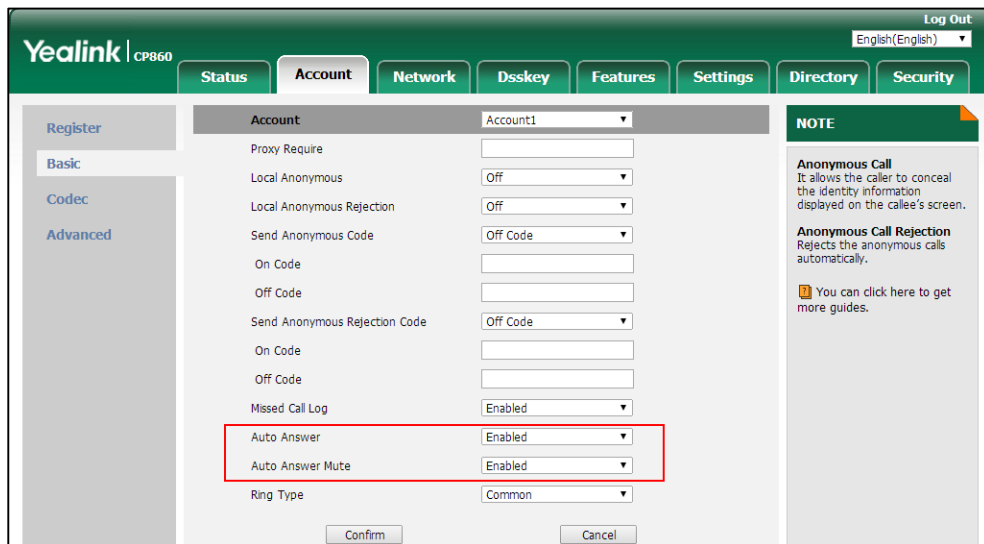 Log Out
English(English)
Yealink CP860
Status Account Network Dsskey Features Settings Directory Security
Register
Basic
Codec
Advanced
Account Account1
Proxy Require
Local Anonymous Off
Local Anonymous Rejection Off
Send Anonymous Code Off Code
On Code
Off Code
Send Anonymous Rejection Code Off Code
On Code
Off Code
Missed Call Log Enabled
Auto Answer Enabled
Auto Answer Mute Enabled
Ring Type Common
Confirm Cancel
NOTE
Anonymous Call
It allows the caller to conceal
the identity information
displayed on the callee's screen.
Anonymous Call Rejection
Rejects the anonymous calls
automatically.
? You can click here to get
more guides.